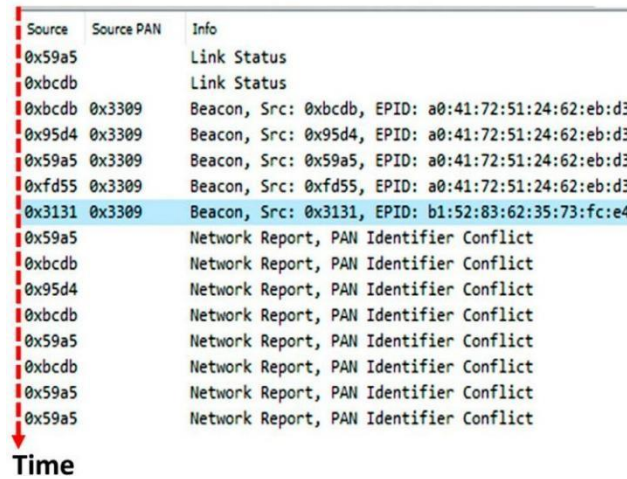 Source Source PAN Info
0x59a5 Link Status
0xbcdb Link Status
0xbcdb 0x3309 Beacon, Src: 0xbcdb, EPID: a0:41:72:51:24:62:eb:d3
0x95d4 0x3309 Beacon, Src: 0x95d4, EPID: a0:41:72:51:24:62:eb:d3
0x59a5 0x3309 Beacon, Src: 0x59a5, EPID: a0:41:72:51:24:62:eb:d3
0xfd55 0x3309 Beacon, Src: 0xfd55, EPID: a0:41:72:51:24:62:eb:d3
0x3131 0x3309 Beacon, Src: 0x3131, EPID: b1:52:83:62:35:73:fc:e4
0x59a5 Network Report, PAN Identifier Conflict
0xbcdb Network Report, PAN Identifier Conflict
0x95d4 Network Report, PAN Identifier Conflict
0xbcdb Network Report, PAN Identifier Conflict
0x59a5 Network Report, PAN Identifier Conflict
0xbcdb Network Report, PAN Identifier Conflict
0x59a5 Network Report, PAN Identifier Conflict
0x59a5 Network Report, PAN Identifier Conflict
Time